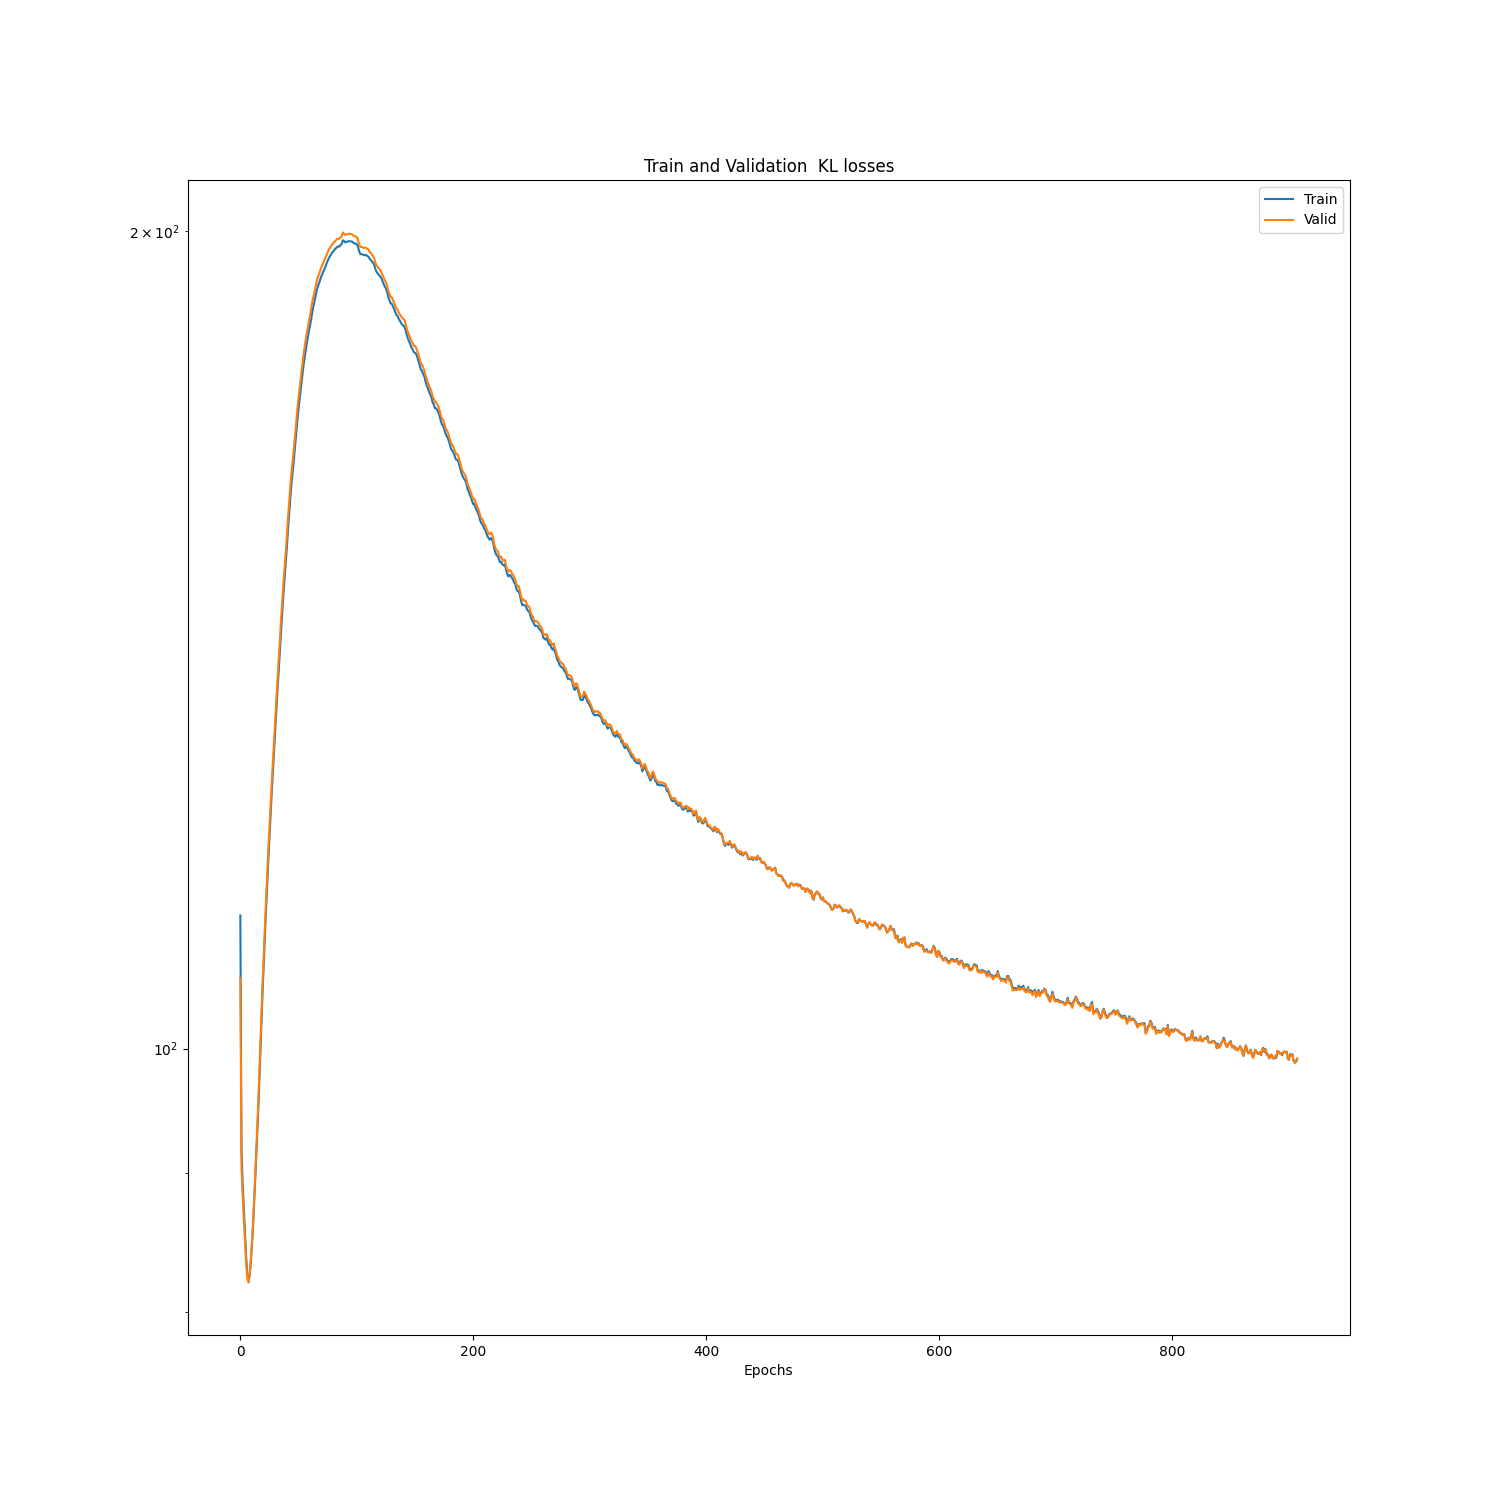 Train and Validation  KL losses
Train
Valid
2 × 10²
10²
0 200 400 600 800
Epochs